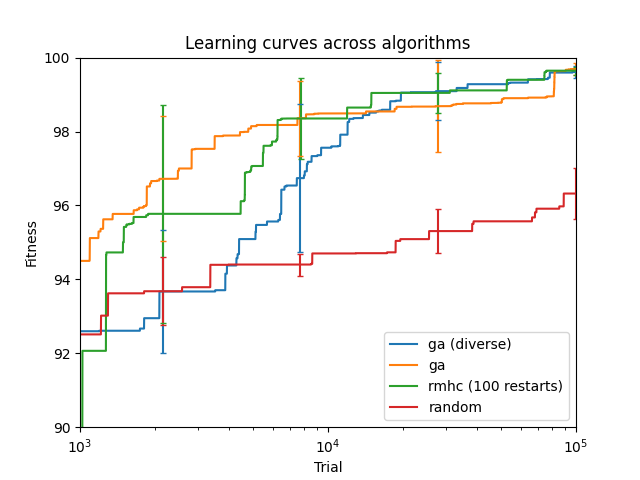 Learning curves across algorithms
100
98
96
94
92
90
Fitness
10³
10⁴
10⁵
Trial
ga (diverse)
ga
rmhc (100 restarts)
random